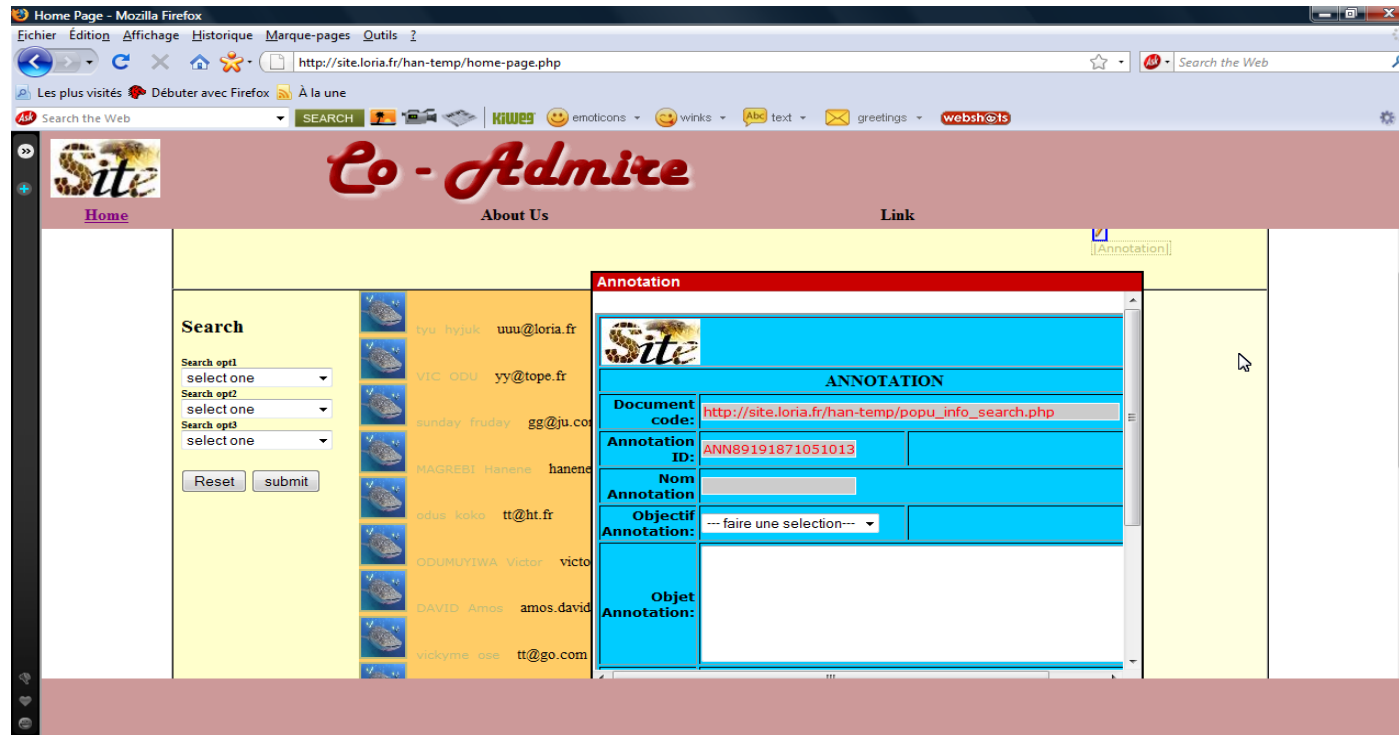 Home Page - Mozilla Firefox
Fichier Édition Affichage Historique Marque-pages Outils ?
http://site.loria.fr/han-temp/home-page.php
Search the Web
Les plus visités Débuter avec Firefox À la une
Search the Web SEARCH KIWEE emoticons winks Abc text greetings webshots
Site Co - Admire
Home About Us Link
|Annotation|
Annotation
Search
Search opt1
select one
Search opt2
select one
Search opt3
select one
Reset submit
tyu hyjuk uuu@loria.fr
VIC ODU yy@tope.fr
sunday fruday gg@ju.co
MAGREBI Hanene hanene
odus koko tt@ht.fr
ODUMUYIWA Victor victo
DAVID Amos amos.david
vickyme ose tt@go.com
Site
ANNOTATION
Document code: http://site.loria.fr/han-temp/popu_info_search.php
Annotation ID: ANN89191871051013
Nom Annotation
Objectif Annotation: --- faire une selection---
Objet Annotation: